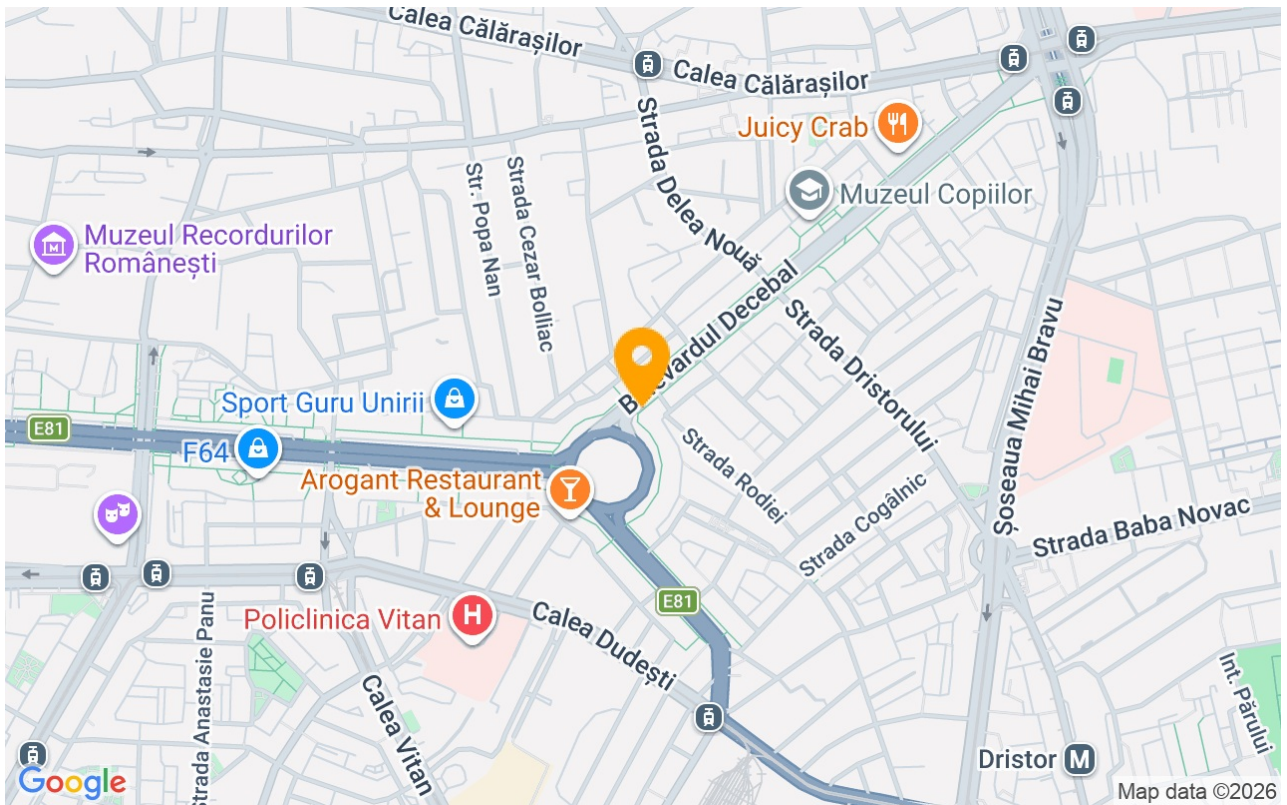 Calea Călărașilor
Calea Călărașilor
Juicy Crab
Strada Delea Nouă
Muzeul Copiilor
Str. Popa Nan
Strada Cezar Bolliac
Muzeul Recordurilor
Românești
Bulevardul Decebal
Strada Dristorului
Șoseaua Mihai Bravu
Sport Guru Unirii
E81
F64
Arogant Restaurant
& Lounge
Strada Rodiei
Strada Cogâlnic
Strada Baba Novac
E81
Policlinica Vitan
H
Calea Dudești
Strada Anastasie Panu
Calea Vitan
Int. Părului
Dristor M
Google
Map data ©2026